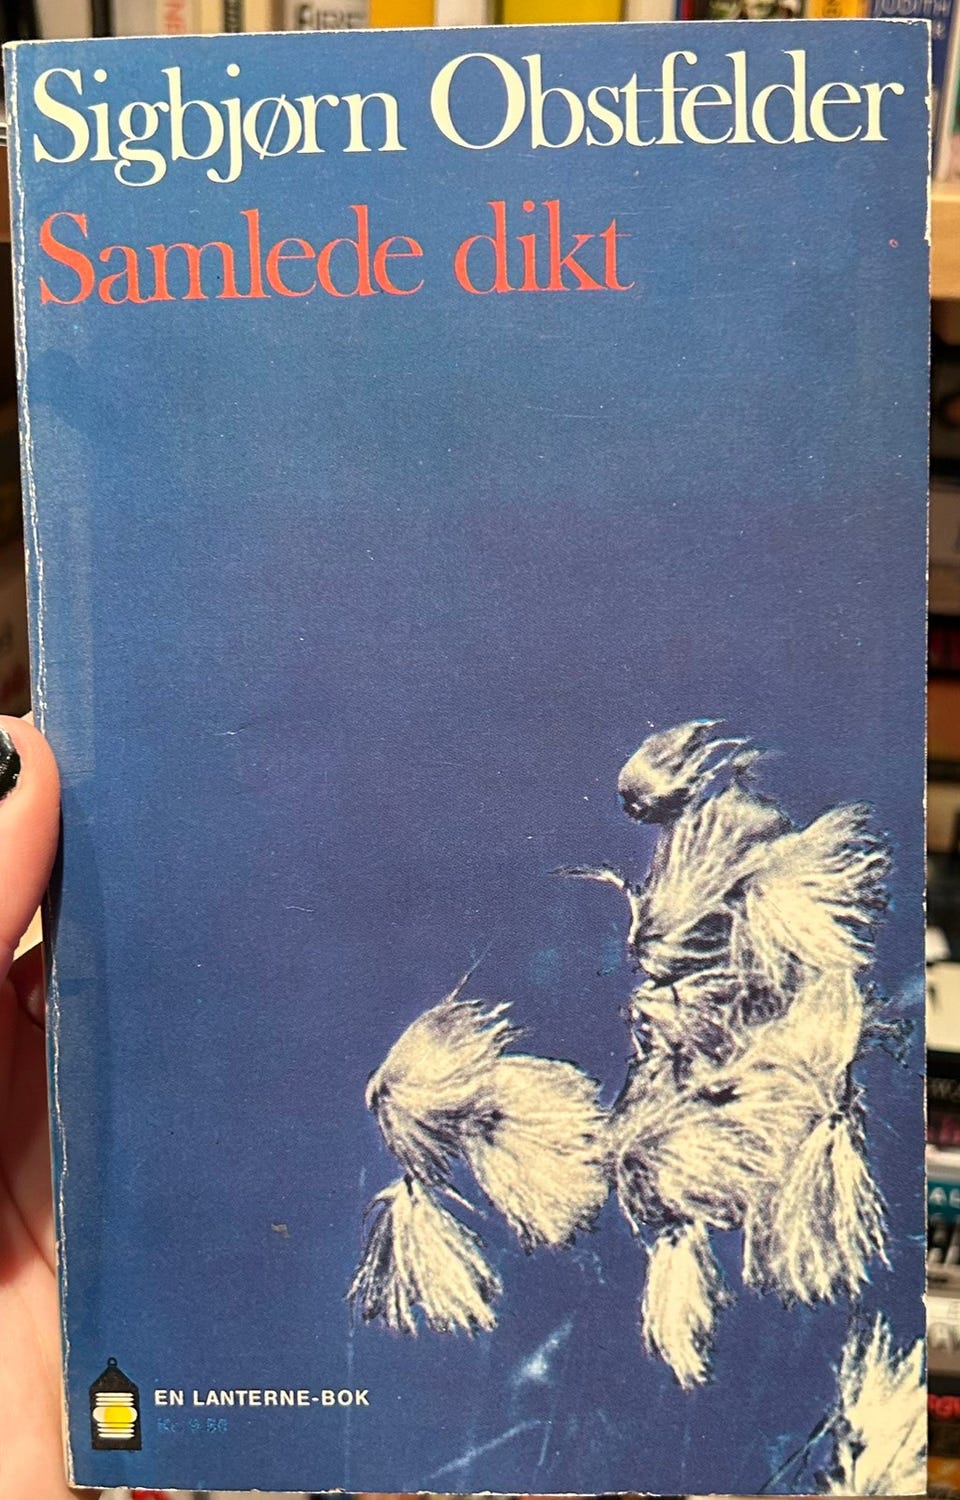 Sigbjørn Obstfelder
Samlede dikt
EN LANTERNE-BOK